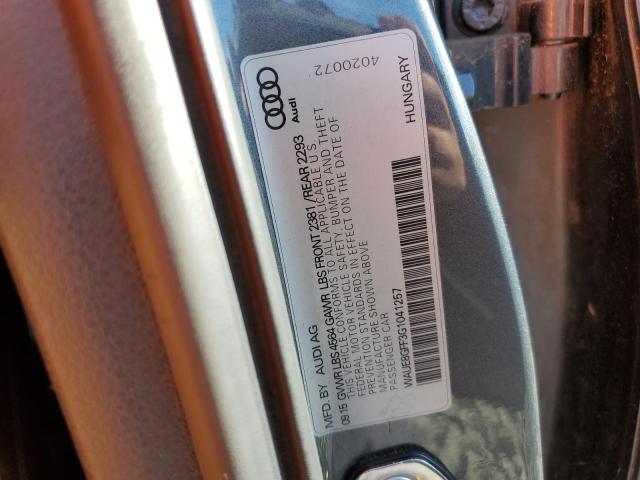 MFD. BY AUDI AG
Audi
09 15 GVWR LBS 4564 GAWR LBS FRONT 2381 /REAR 2293
THIS VEHICLE CONFORMS TO ALL APPLICABLE U S
FEDERAL MOTOR VEHICLE SAFETY, BUMPER AND THEFT
PREVENTION STANDARDS IN EFFECT ON THE DATE OF
MANUFACTURE SHOWN ABOVE
PASSENGER CAR
4020072
WAUE8GFF3G1041257
HUNGARY